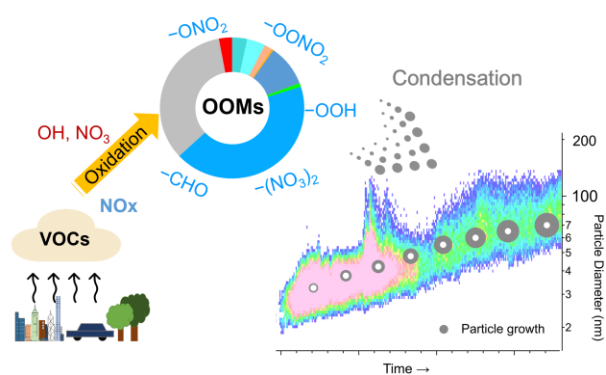 −ONO₂
−OONO₂
OOMs
−OOH
−(NO₃)₂
−CHO
OH, NO₃
Oxidation
NOx
VOCs
Condensation
200
100
7
6
5
4
3
2
Particle Diameter (nm)
Particle growth
Time →